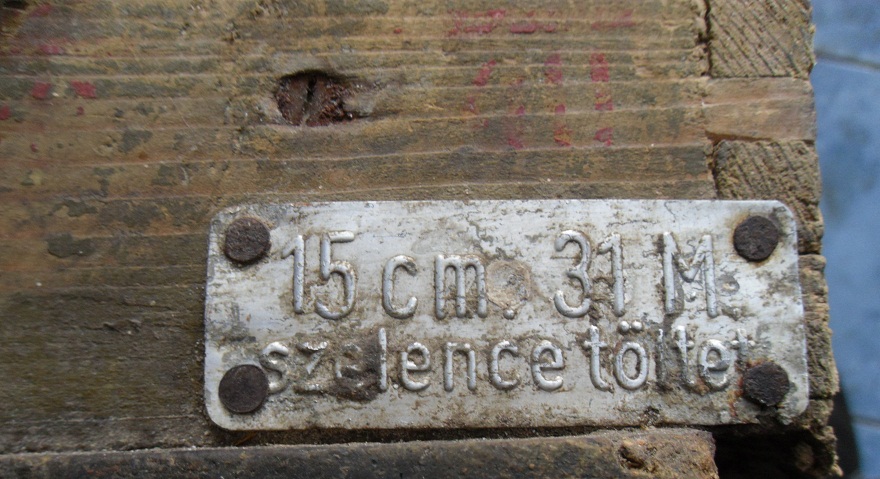 15 cm. 31 M.
szelence töltet